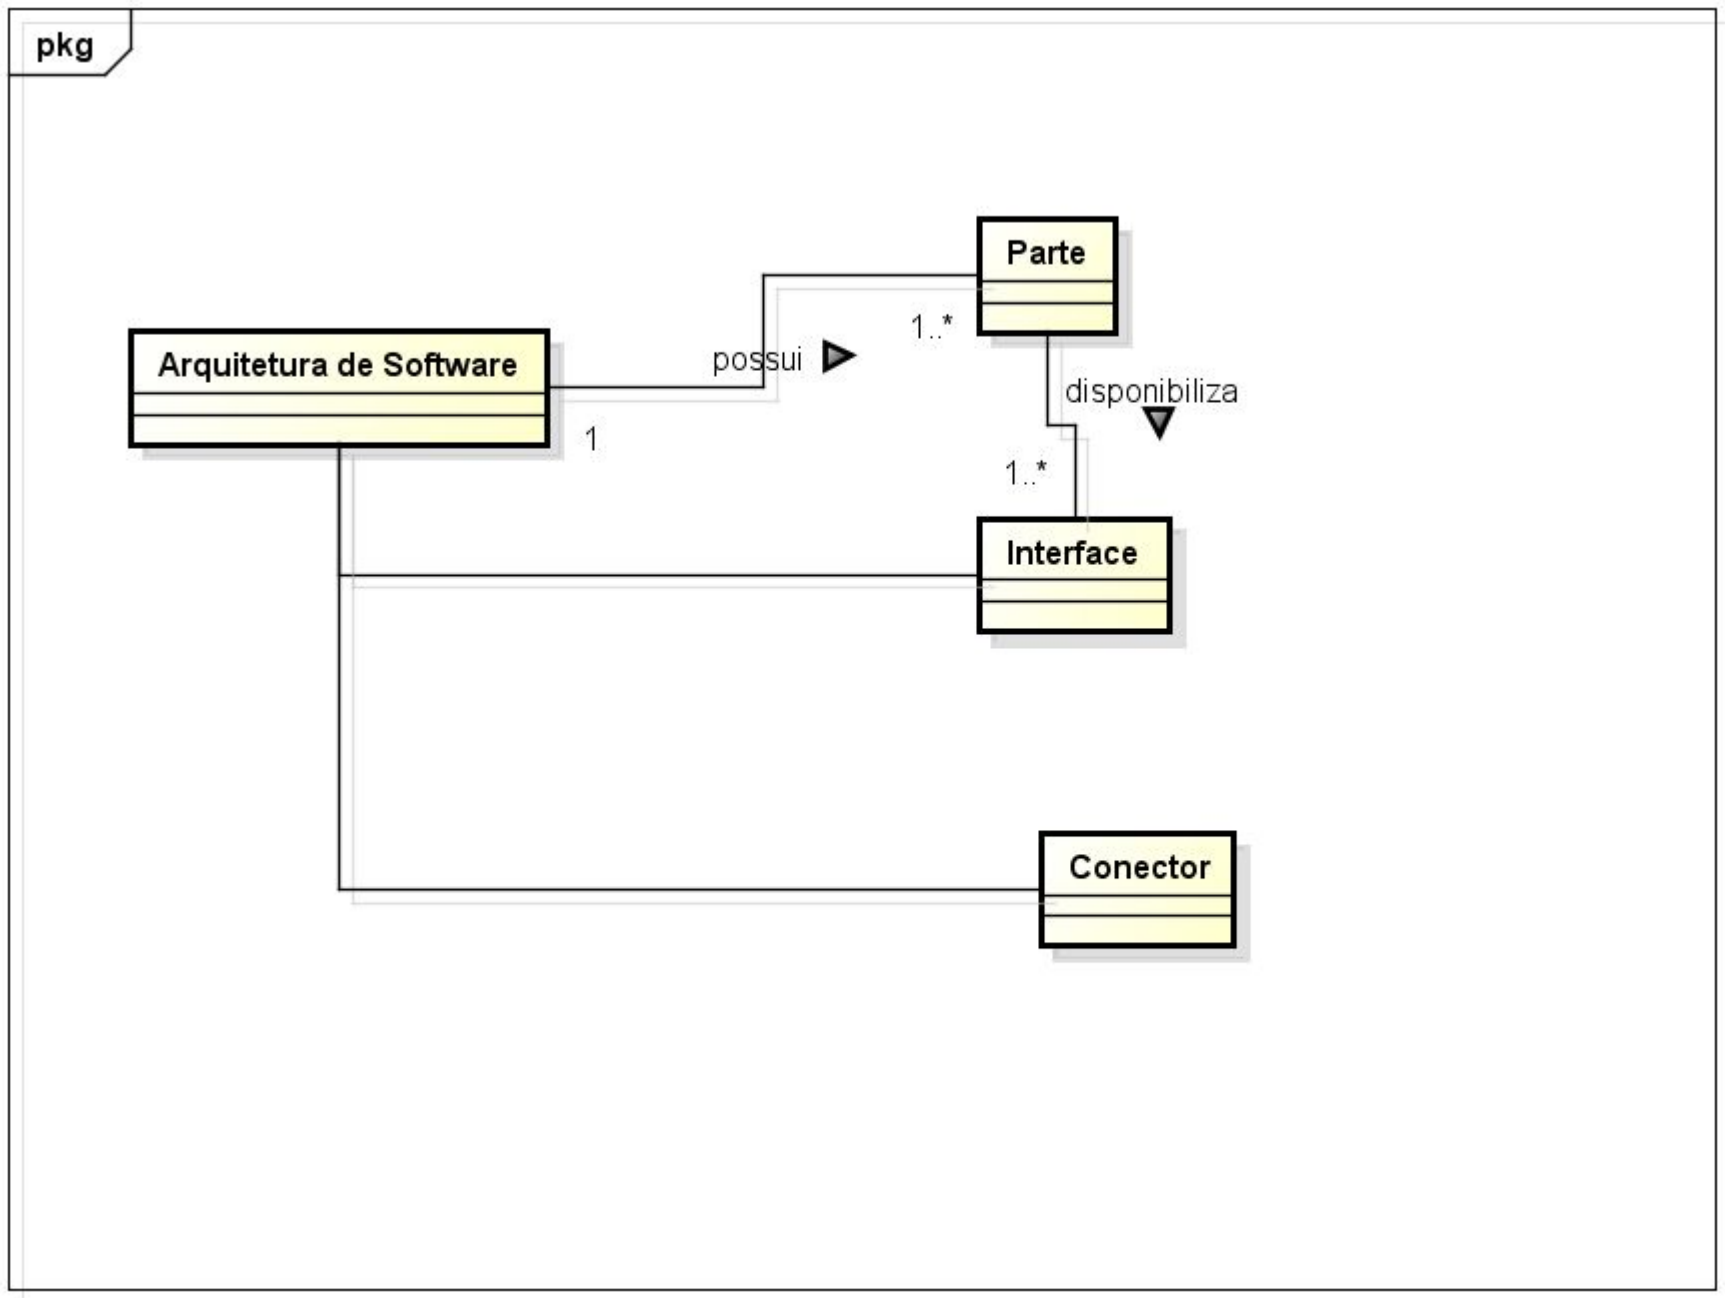 pkg
Parte
1..*
Arquitetura de Software
possui
disponibiliza
1
1..*
Interface
Conector